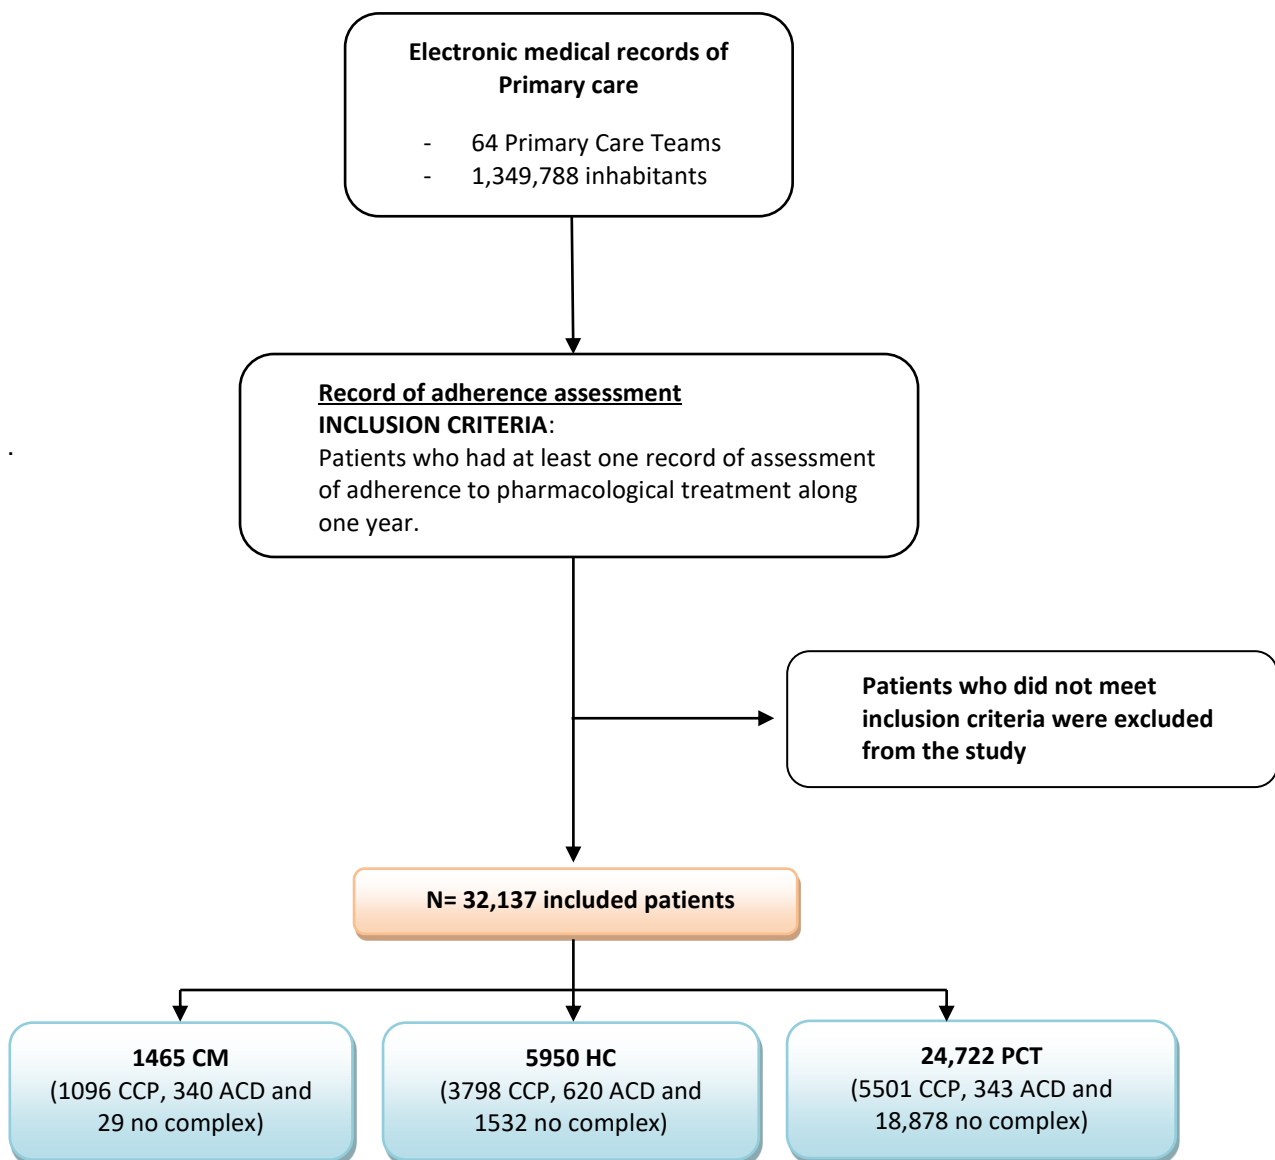 Electronic medical records of
Primary care
- 64 Primary Care Teams
- 1,349,788 inhabitants
Record of adherence assessment
INCLUSION CRITERIA:
Patients who had at least one record of assessment
of adherence to pharmacological treatment along
one year.
.
Patients who did not meet
inclusion criteria were excluded
from the study
N= 32,137 included patients
1465 CM
(1096 CCP, 340 ACD and
29 no complex)
5950 HC
(3798 CCP, 620 ACD and
1532 no complex)
24,722 PCT
(5501 CCP, 343 ACD and
18,878 no complex)